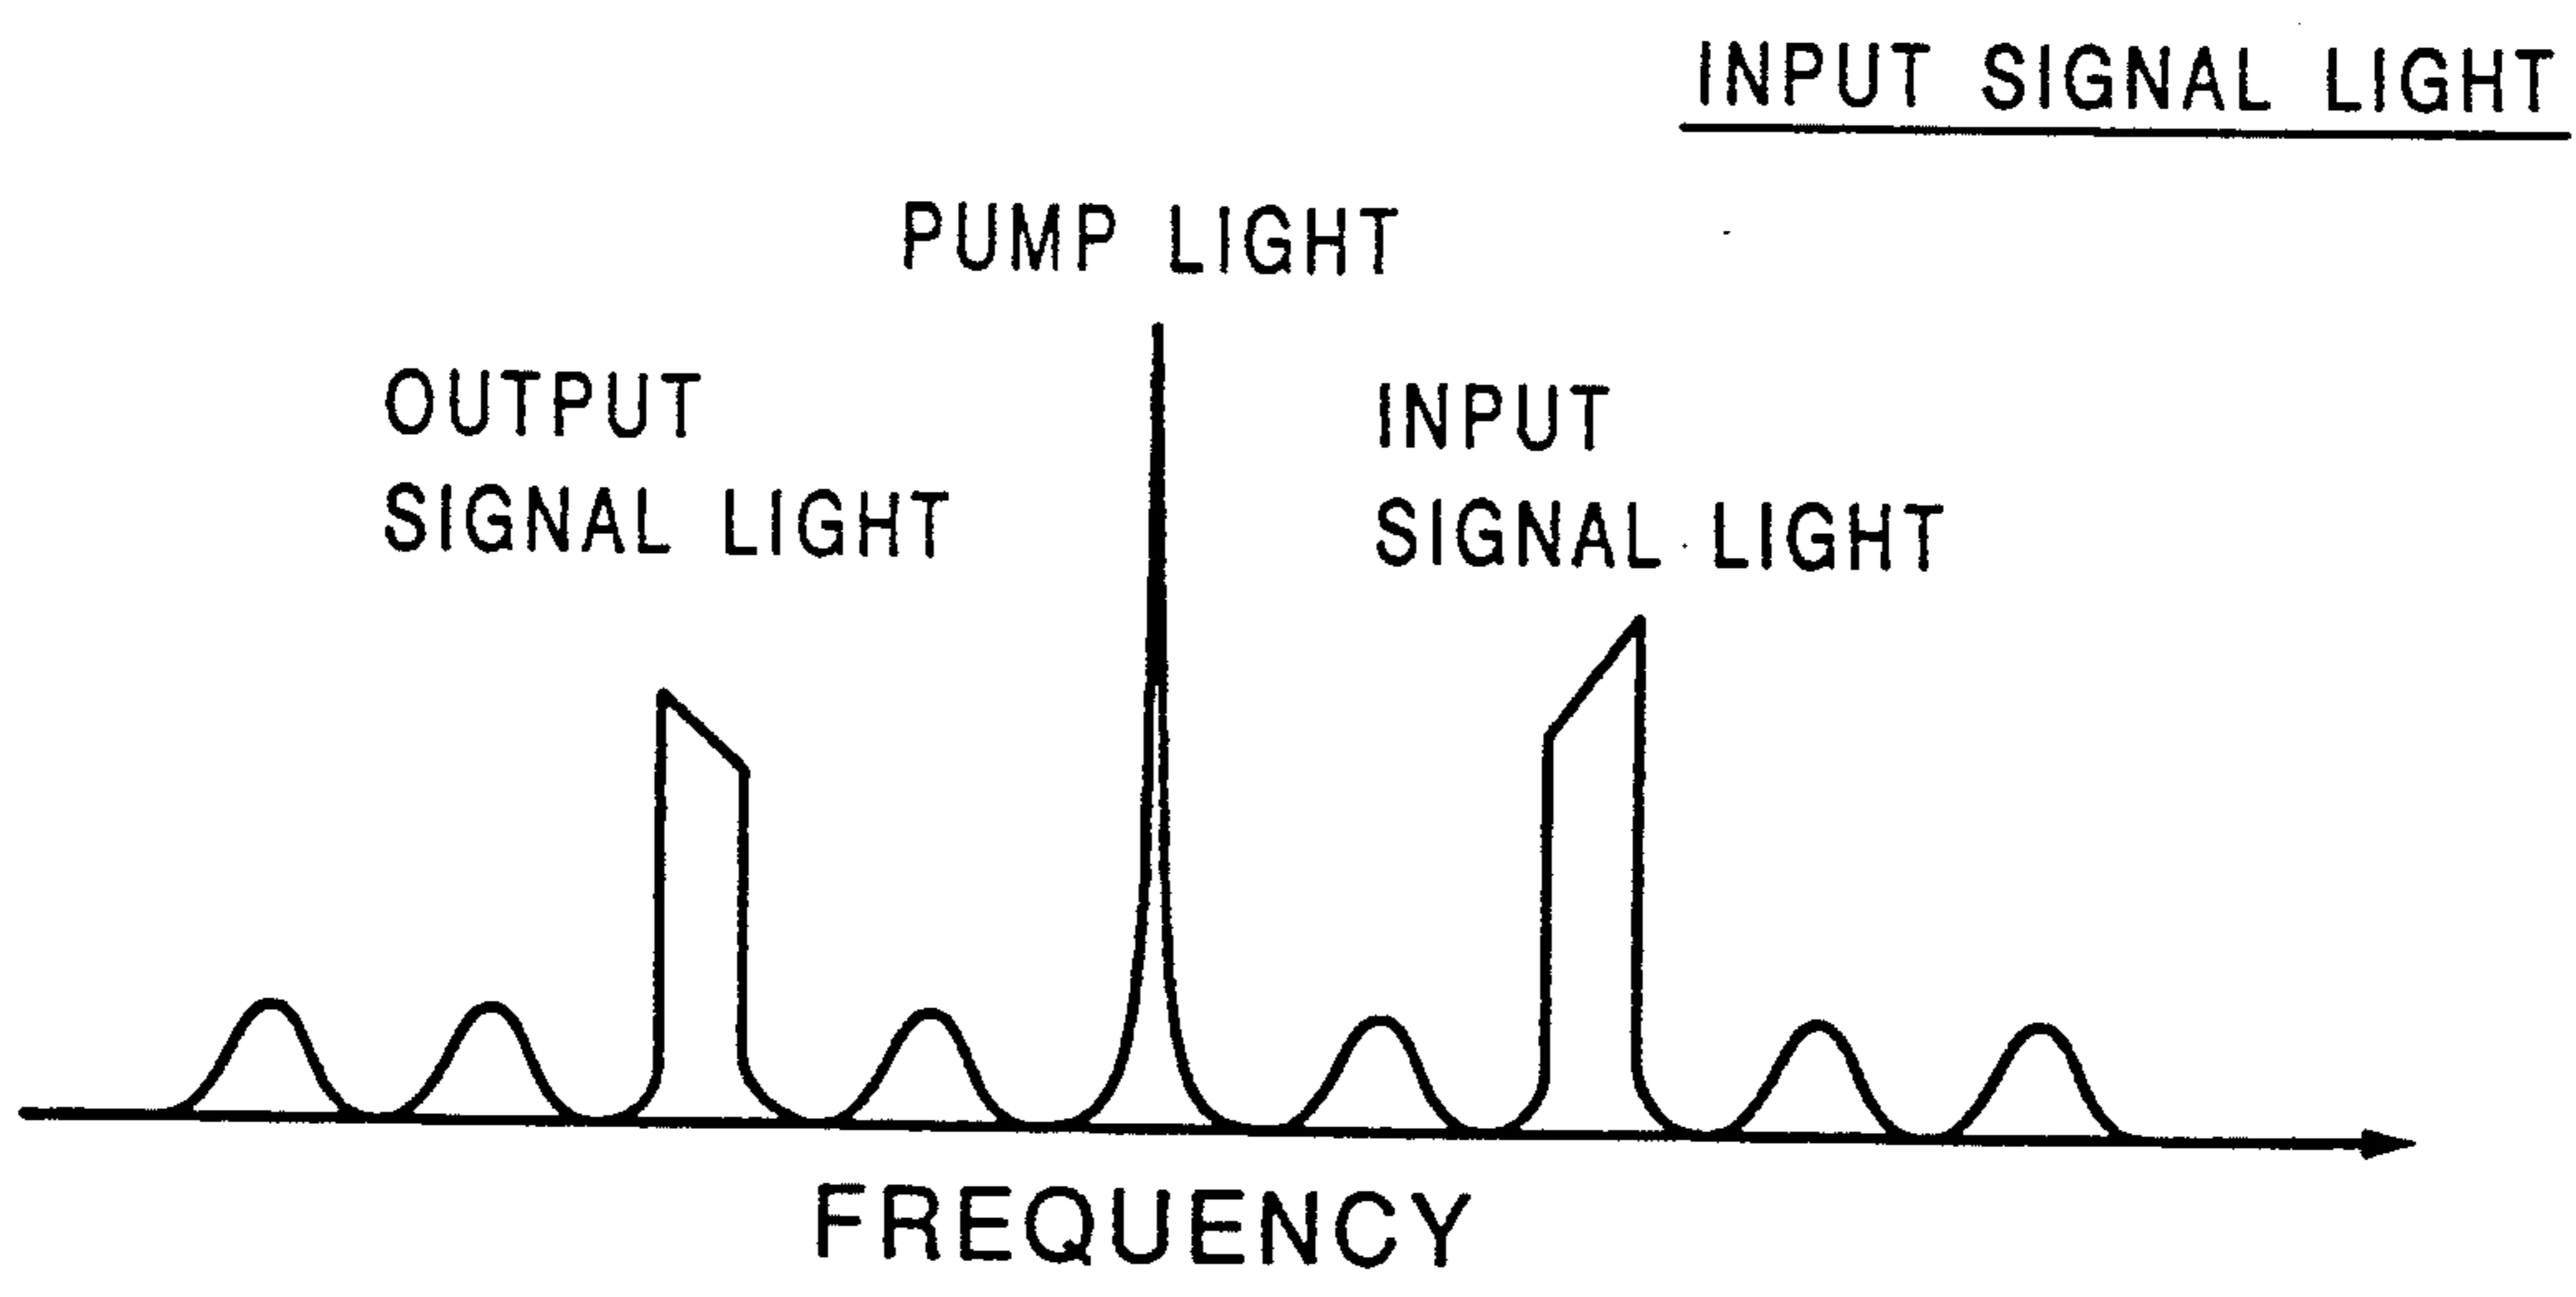 INPUT SIGNAL LIGHT
PUMP LIGHT
OUTPUT
SIGNAL LIGHT
INPUT
SIGNAL LIGHT
FREQUENCY